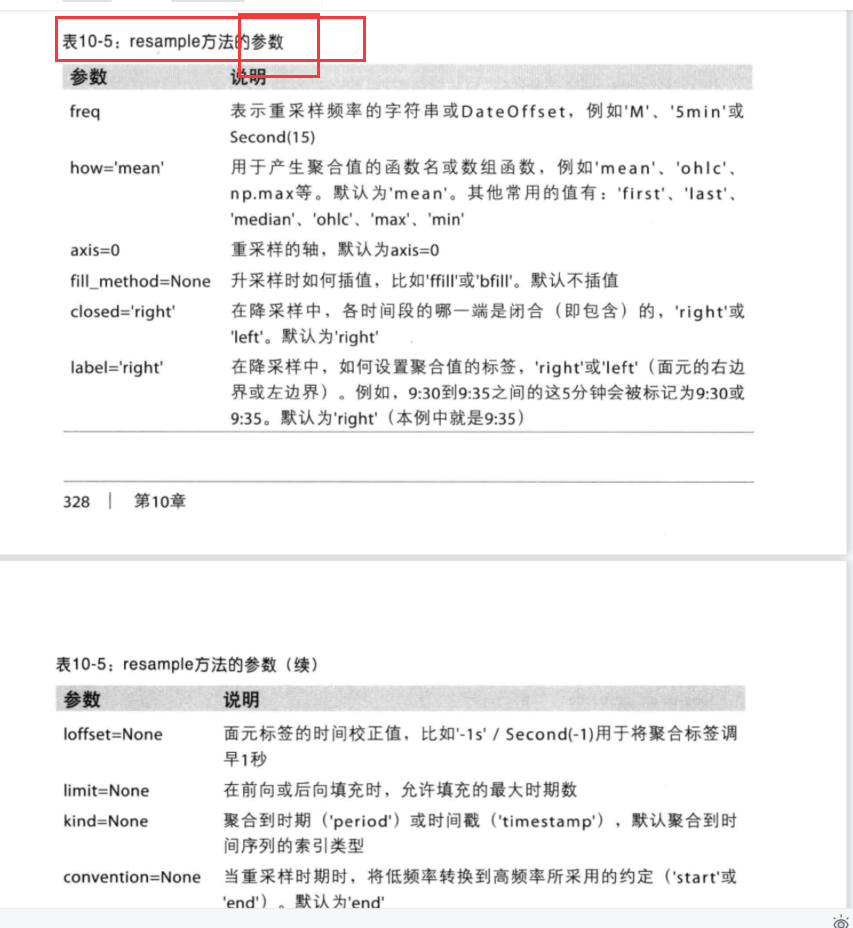 表10-5：resample方法的参数
参数 说明
freq 表示重采样频率的字符串或DateOffset，例如'M'、'5min'或
Second(15)
how='mean' 用于产生聚合值的函数名或数组函数，例如'mean'、'ohlc'、
np.max等。默认为'mean'。其他常用的值有：'first'、'last'、
'median'、'ohlc'、'max'、'min'
axis=0 重采样的轴，默认为axis=0
fill_method=None 升采样时如何插值，比如'ffill'或'bfill'。默认不插值
closed='right' 在降采样中，各时间段的哪一端是闭合（即包含）的，'right'或
'left'。默认为'right'
label='right' 在降采样中，如何设置聚合值的标签，'right'或'left'（面元的右边
界或左边界）。例如，9:30到9:35之间的这5分钟会被标记为9:30或
9:35。默认为'right'（本例中就是9:35）
328 | 第10章
表10-5：resample方法的参数（续）
参数 说明
loffset=None 面元标签的时间校正值，比如'-1s' / Second(-1)用于将聚合标签调
早1秒
limit=None 在前向或后向填充时，允许填充的最大时期数
kind=None 聚合到时期（'period'）或时间戳（'timestamp'），默认聚合到时
间序列的索引类型
convention=None 当重采样时期时，将低频率转换到高频率所采用的约定（'start'或
'end'）。默认为'end'